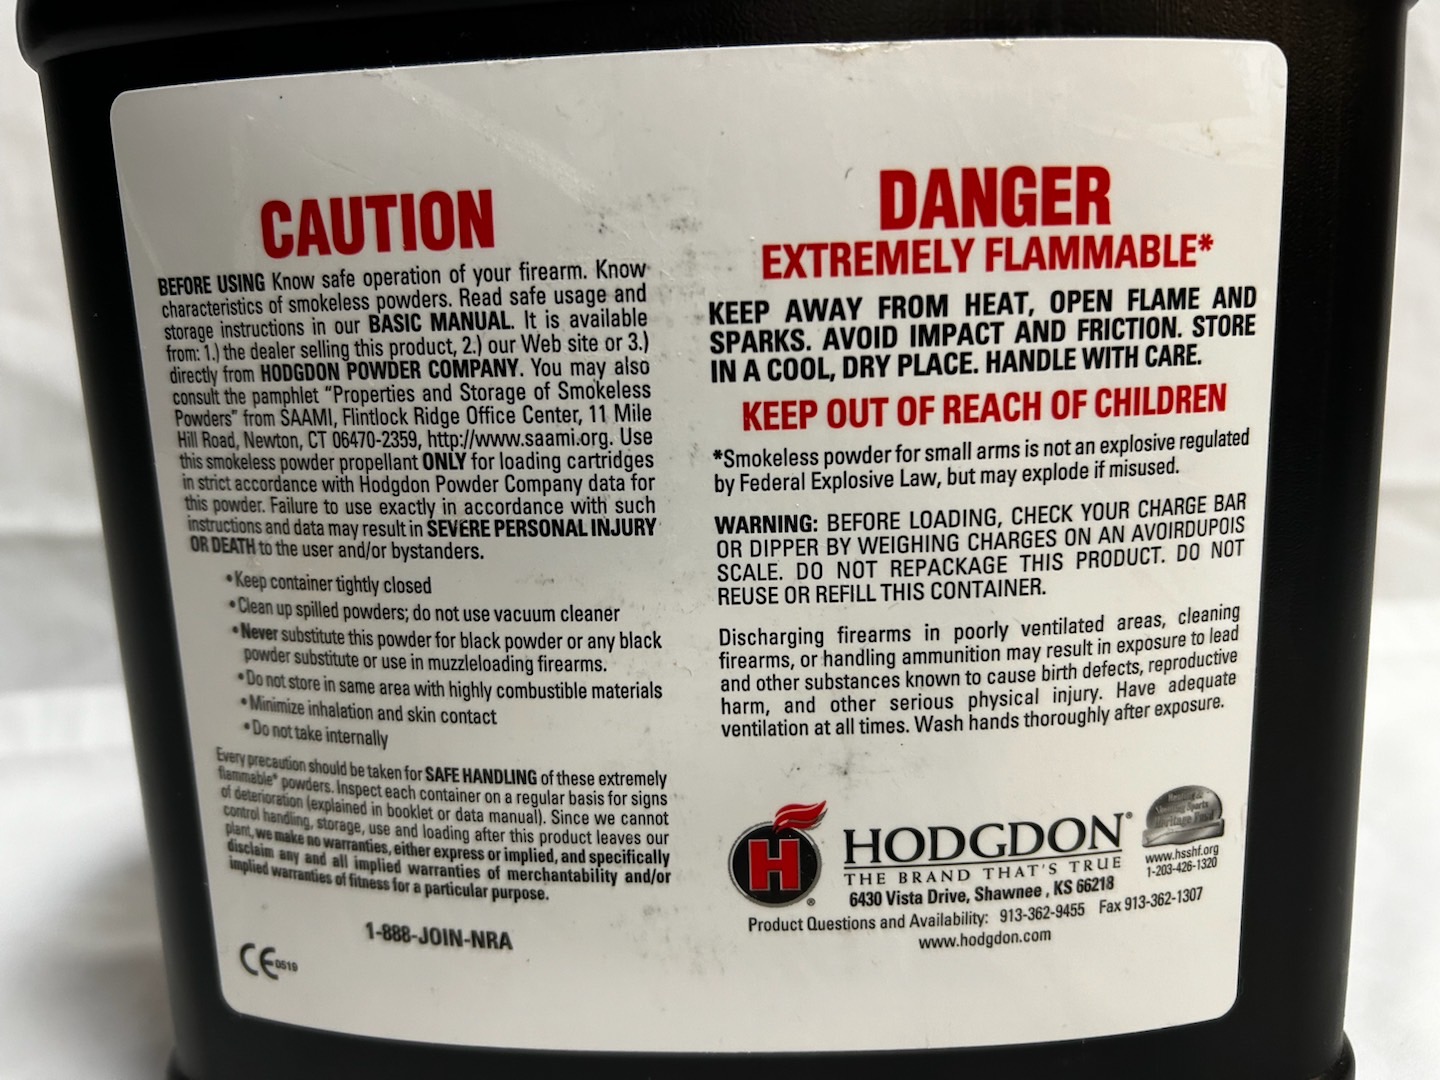 CAUTION
BEFORE USING Know safe operation of your firearm. Know
characteristics of smokeless powders. Read safe usage and
storage instructions in our BASIC MANUAL. It is available
from: 1.) the dealer selling this product, 2.) our Web site or 3.)
directly from HODGDON POWDER COMPANY. You may also
consult the pamphlet “Properties and Storage of Smokeless
Powders” from SAAMI, Flintlock Ridge Office Center, 11 Mile
Hill Road, Newton, CT 06470-2359, http://www.saami.org. Use
this smokeless powder propellant ONLY for loading cartridges
in strict accordance with Hodgdon Powder Company data for
this powder. Failure to use exactly in accordance with such
instructions and data may result in SEVERE PERSONAL INJURY
OR DEATH to the user and/or bystanders.
• Keep container tightly closed
• Clean up spilled powders; do not use vacuum cleaner
• Never substitute this powder for black powder or any black
powder substitute or use in muzzleloading firearms.
• Do not store in same area with highly combustible materials
• Minimize inhalation and skin contact
• Do not take internally
Every precaution should be taken for SAFE HANDLING of these extremely
flammable* powders. Inspect each container on a regular basis for signs
of deterioration (explained in booklet or data manual). Since we cannot
control handling, storage, use and loading after this product leaves our
plant, we make no warranties, either express or implied, and specifically
disclaim any and all implied warranties of merchantability and/or
implied warranties of fitness for a particular purpose.
1-888-JOIN-NRA
CE 0519
DANGER
EXTREMELY FLAMMABLE*
KEEP AWAY FROM HEAT, OPEN FLAME AND
SPARKS. AVOID IMPACT AND FRICTION. STORE
IN A COOL, DRY PLACE. HANDLE WITH CARE.
KEEP OUT OF REACH OF CHILDREN
*Smokeless powder for small arms is not an explosive regulated
by Federal Explosive Law, but may explode if misused.
WARNING: BEFORE LOADING, CHECK YOUR CHARGE BAR
OR DIPPER BY WEIGHING CHARGES ON AN AVOIRDUPOIS
SCALE. DO NOT REPACKAGE THIS PRODUCT. DO NOT
REUSE OR REFILL THIS CONTAINER.
Discharging firearms in poorly ventilated areas, cleaning
firearms, or handling ammunition may result in exposure to lead
and other substances known to cause birth defects, reproductive
harm, and other serious physical injury. Have adequate
ventilation at all times. Wash hands thoroughly after exposure.
H ®
HODGDON®
THE BRAND THAT'S TRUE
6430 Vista Drive, Shawnee , KS 66218
Product Questions and Availability: 913-362-9455 Fax 913-362-1307
www.hodgdon.com
Shooting Sports
Heritage Fund
www.hsshf.org
1-203-426-1320